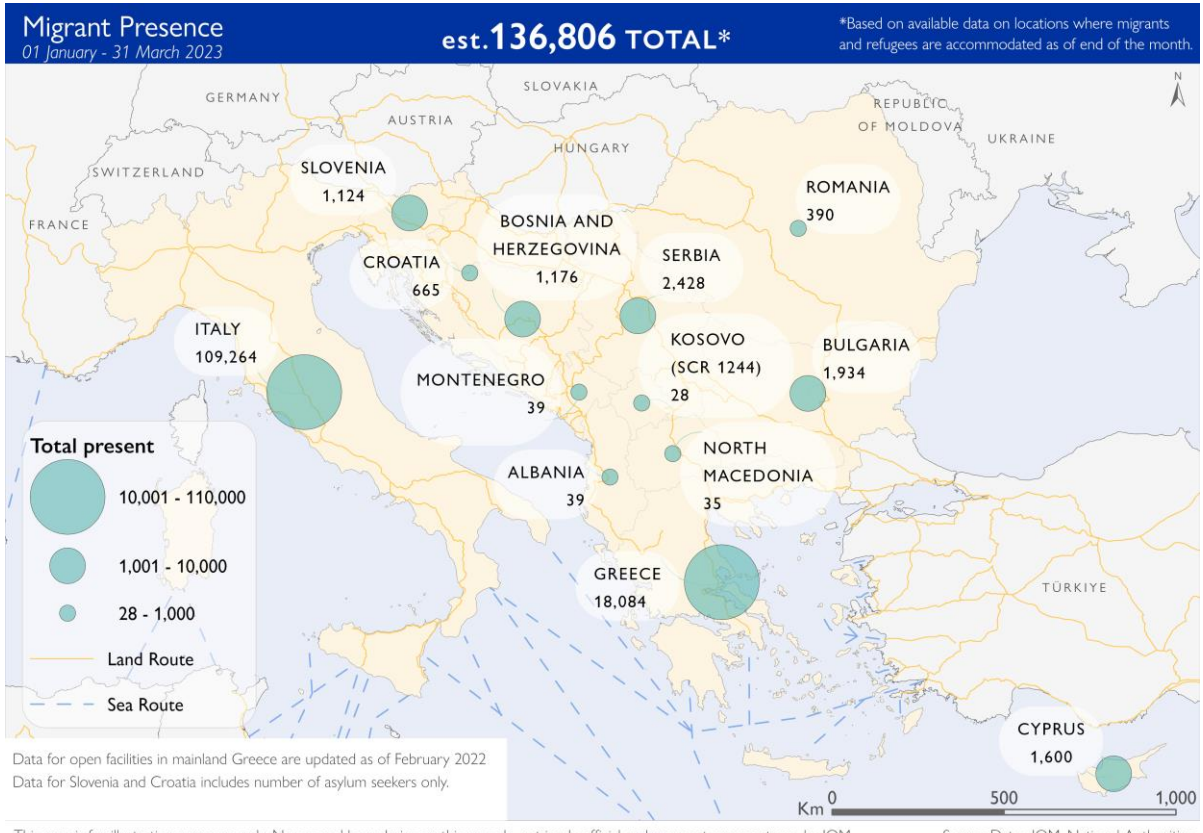 Migrant Presence
01 January - 31 March 2023
est.136,806 TOTAL*
*Based on available data on locations where migrants
and refugees are accommodated as of end of the month.
N
SLOVAKIA
GERMANY
REPUBLIC
OF MOLDOVA
AUSTRIA
UKRAINE
HUNGARY
SWITZERLAND
SLOVENIA
1,124
ROMANIA
390
FRANCE
BOSNIA AND
HERZEGOVINA
1,176
CROATIA
665
SERBIA
2,428
ITALY
109,264
KOSOVO
(SCR 1244)
28
BULGARIA
1,934
MONTENEGRO
39
NORTH
MACEDONIA
35
ALBANIA
39
GREECE
18,084
TÜRKIYE
CYPRUS
1,600
Total present
10,001 - 110,000
1,001 - 10,000
28 - 1,000
Land Route
Sea Route
Data for open facilities in mainland Greece are updated as of February 2022
Data for Slovenia and Croatia includes number of asylum seekers only.
Km 0 500 1,000